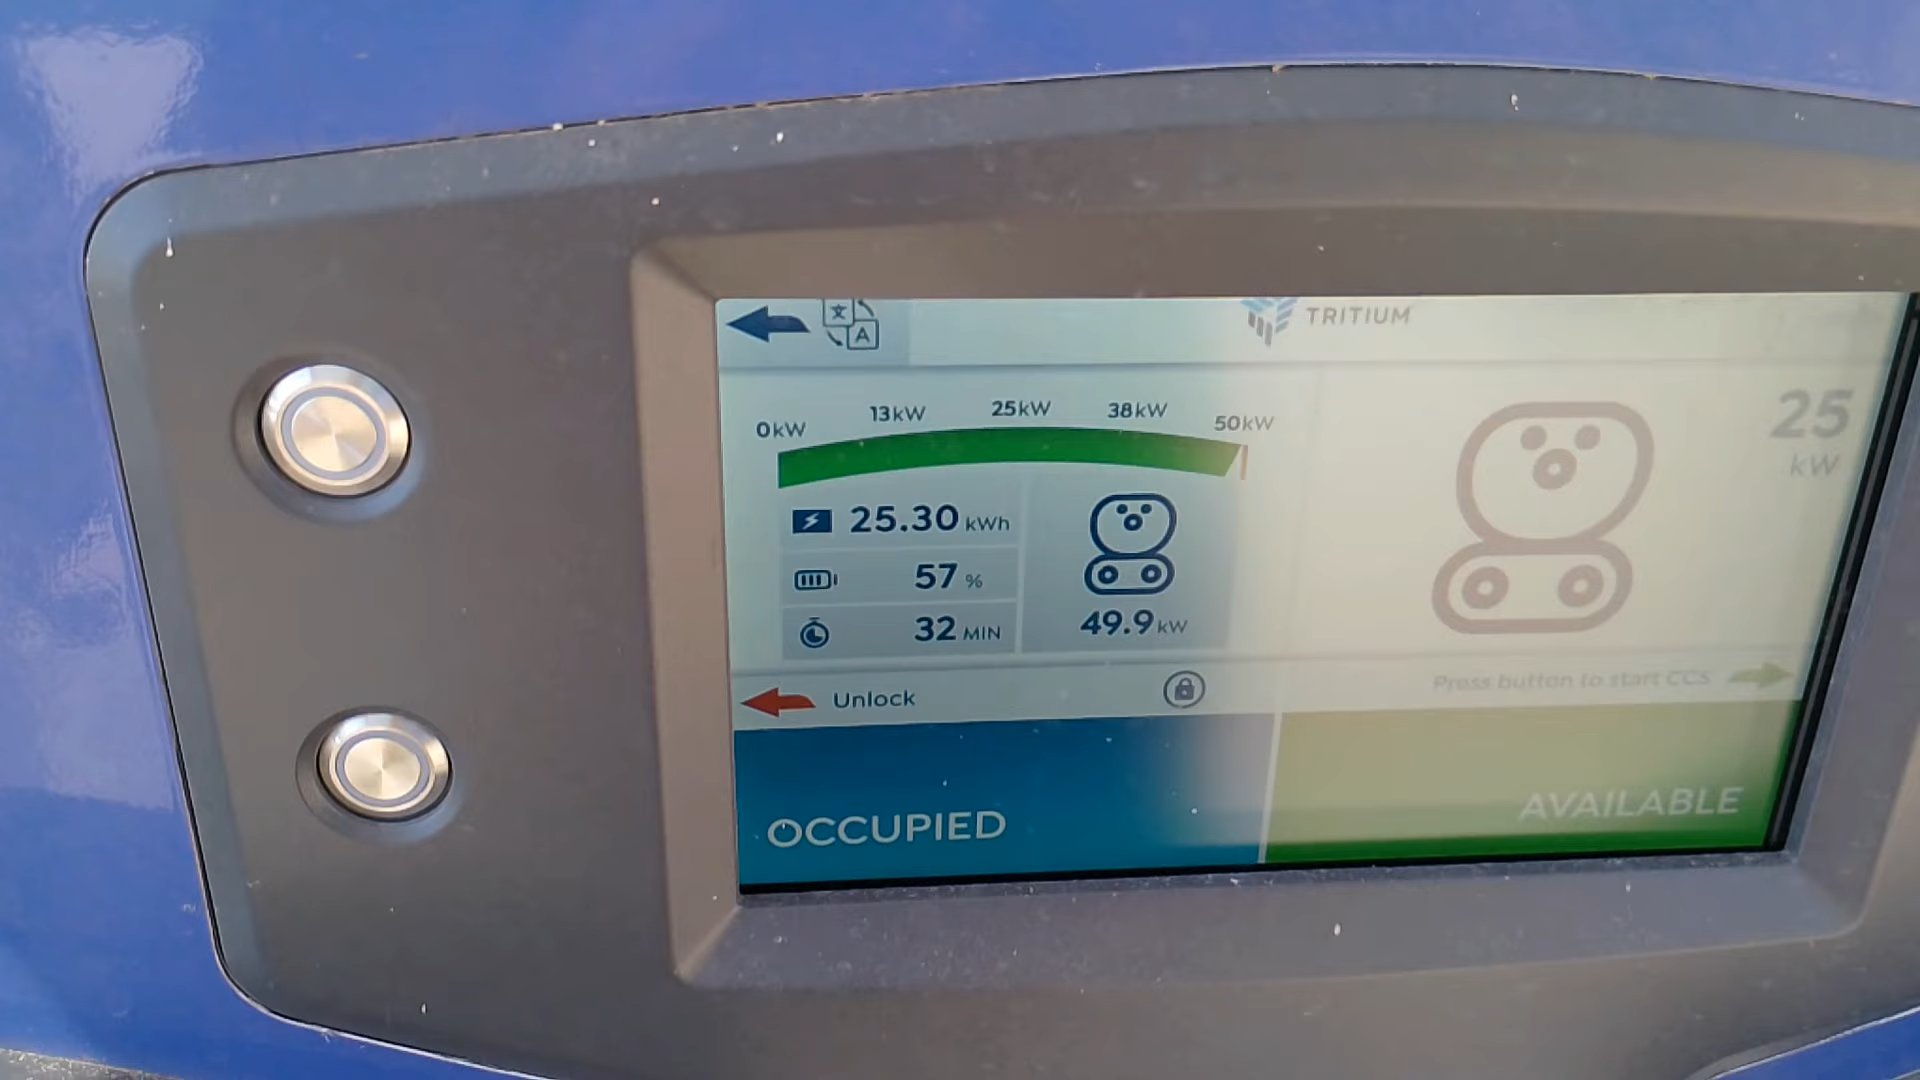 文
A
TRITIUM
0kW 13kW 25kW 38kW 50kW
25 kW
25.30 kWh
57 %
32 MIN
49.9 kW
Unlock
Press button to start CCS
OCCUPIED
AVAILABLE